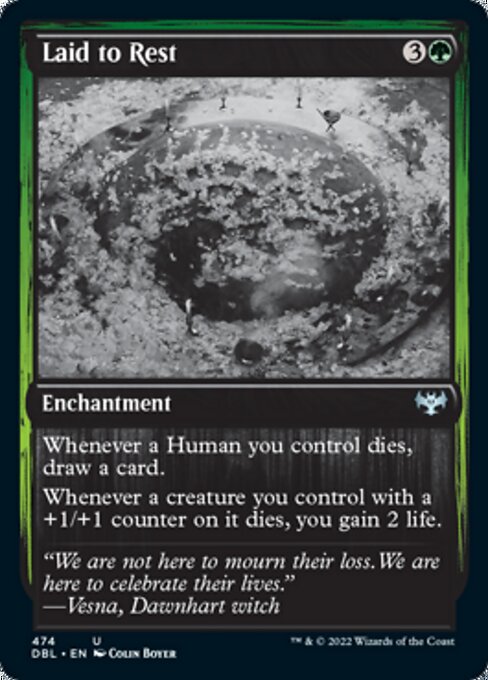 Laid to Rest 3
Enchantment
Whenever a Human you control dies,
draw a card.
Whenever a creature you control with a
+1/+1 counter on it dies, you gain 2 life.
“We are not here to mourn their loss. We are
here to celebrate their lives.”
—Vesna, Dawnhart witch
474 U
DBL • EN Colin Boyer
™ & © 2022 Wizards of the Coast